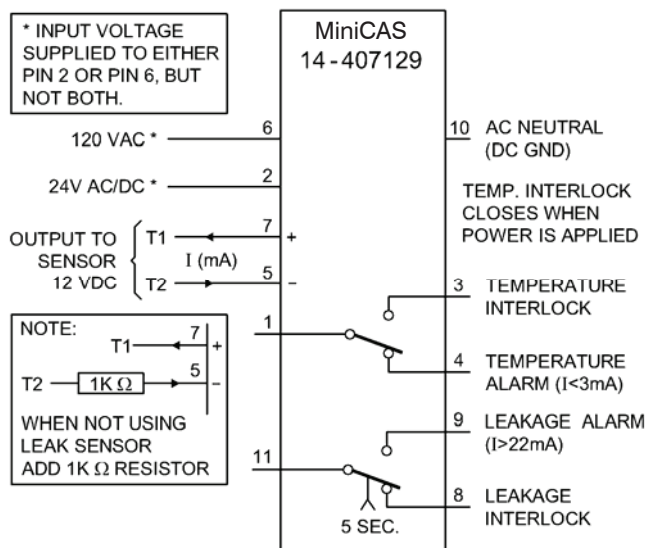 * INPUT VOLTAGE
SUPPLIED TO EITHER
PIN 2 OR PIN 6, BUT
NOT BOTH.
MiniCAS
14-407129
120 VAC *
6
10
AC NEUTRAL
(DC GND)
24V AC/DC *
2
TEMP. INTERLOCK
CLOSES WHEN
POWER IS APPLIED
OUTPUT TO
SENSOR
12 VDC
T1
7
+
I (mA)
T2
5
–
3
TEMPERATURE
INTERLOCK
1
4
TEMPERATURE
ALARM (I<3mA)
NOTE:
T1
7
+
T2
1K Ω
5
–
WHEN NOT USING
LEAK SENSOR
ADD 1K Ω RESISTOR
9
LEAKAGE ALARM
(I>22mA)
11
8
LEAKAGE
INTERLOCK
5 SEC.